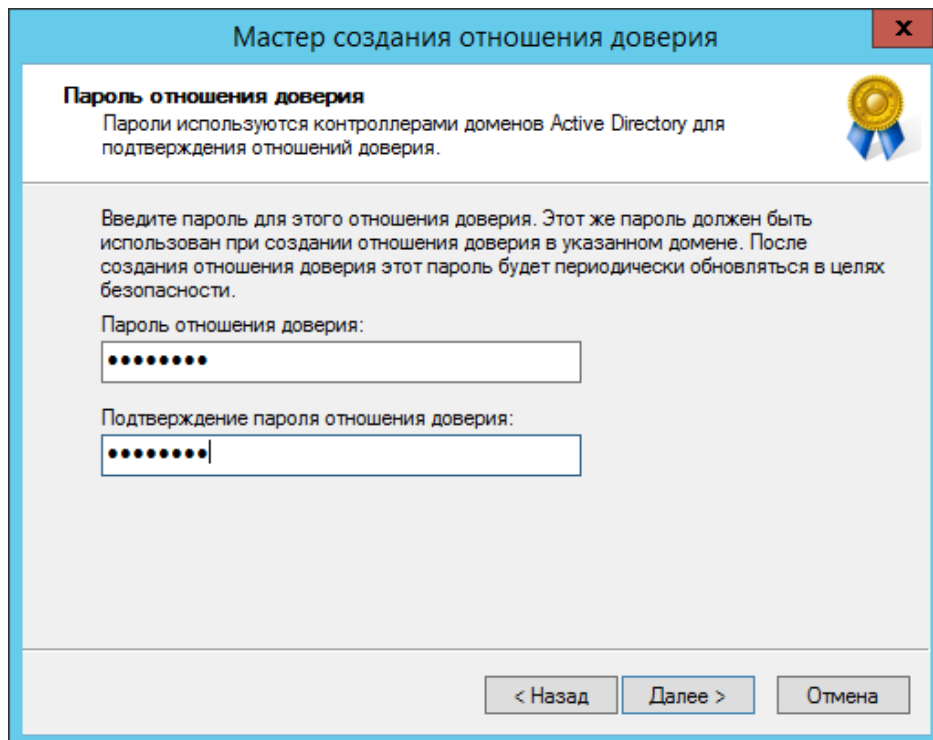 Мастер создания отношения доверия
x
Пароль отношения доверия
Пароли используются контроллерами доменов Active Directory для
подтверждения отношений доверия.
Введите пароль для этого отношения доверия. Этот же пароль должен быть
использован при создании отношения доверия в указанном домене. После
создания отношения доверия этот пароль будет периодически обновляться в целях
безопасности.
Пароль отношения доверия:
●●●●●●●●
Подтверждение пароля отношения доверия:
●●●●●●●●
< Назад Далее > Отмена